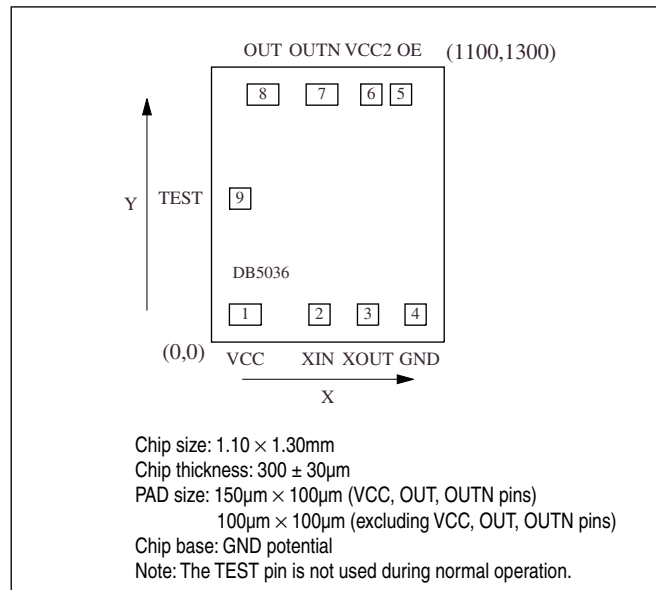 OUT OUTN VCC2 OE (1100,1300)
8 7 6 5
Y TEST 9
DB5036
1 2 3 4
(0,0) VCC XIN XOUT GND
X
Chip size: 1.10 × 1.30mm
Chip thickness: 300 ± 30μm
PAD size: 150μm × 100μm (VCC, OUT, OUTN pins)
100μm × 100μm (excluding VCC, OUT, OUTN pins)
Chip base: GND potential
Note: The TEST pin is not used during normal operation.